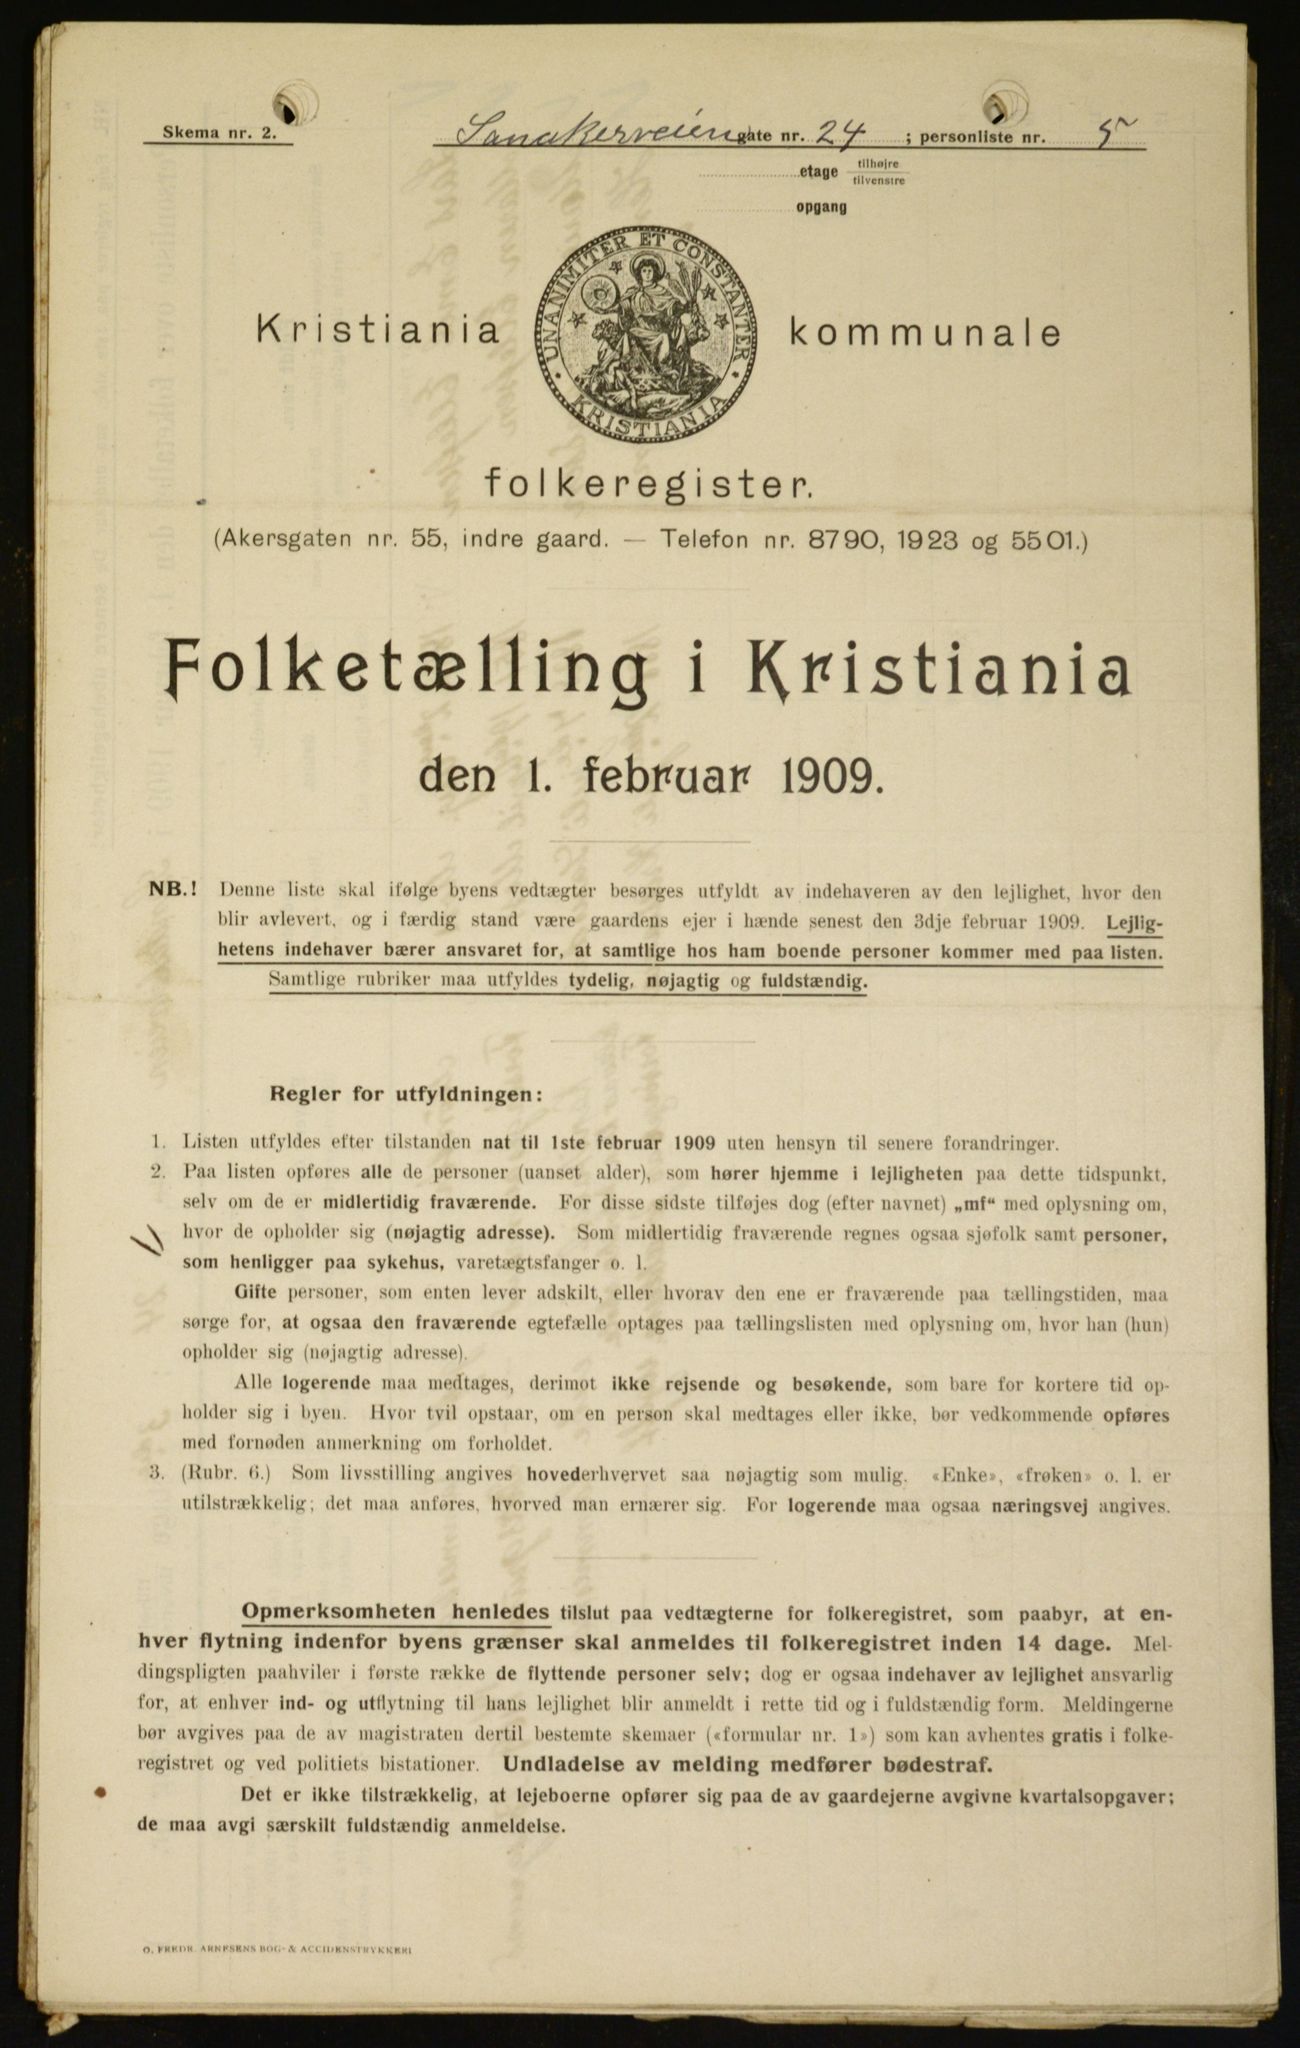 Skema nr. 2.
Sanakerveien gate nr. 24 ; personliste nr. 5
etage tilhøjre
tilvenstre
opgang
UNANIMITER ET CONSTANTER
KRISTIANIA
Kristiania kommunale
folkeregister.
(Akersgaten nr. 55, indre gaard. — Telefon nr. 8790, 1923 og 5501.)
Folketælling i Kristiania
den 1. februar 1909.
NB.! Denne liste skal ifølge byens vedtægter besørges utfyldt av indehaveren av den lejlighet, hvor den
blir avlevert, og i færdig stand være gaardens ejer i hænde senest den 3dje februar 1909. Lejlig-
hetens indehaver bærer ansvaret for, at samtlige hos ham boende personer kommer med paa listen.
Samtlige rubriker maa utfyldes tydelig, nøjagtig og fuldstændig.
Regler for utfyldningen:
1. Listen utfyldes efter tilstanden nat til 1ste februar 1909 uten hensyn til senere forandringer.
2. Paa listen opføres alle de personer (uanset alder), som hører hjemme i lejligheten paa dette tidspunkt,
selv om de er midlertidig fraværende. For disse sidste tilføjes dog (efter navnet) „mf“ med oplysning om,
hvor de opholder sig (nøjagtig adresse). Som midlertidig fraværende regnes ogsaa sjøfolk samt personer,
som henligger paa sykehus, varetægtsfanger o. l.
Gifte personer, som enten lever adskilt, eller hvorav den ene er fraværende paa tællingstiden, maa
sørge for, at ogsaa den fraværende egtefælle optages paa tællingslisten med oplysning om, hvor han (hun)
opholder sig (nøjagtig adresse).
Alle logerende maa medtages, derimot ikke rejsende og besøkende, som bare for kortere tid op-
holder sig i byen. Hvor tvil opstaar, om en person skal medtages eller ikke, bør vedkommende opføres
med fornøden anmerkning om forholdet.
3. (Rubr. 6.) Som livsstilling angives hovederhvervet saa nøjagtig som mulig. «Enke», «frøken» o. l. er
utilstrækkelig; det maa anføres, hvorved man ernærer sig. For logerende maa ogsaa næringsvej angives.
Opmerksomheten henledes tilslut paa vedtægterne for folkeregistret, som paabyr, at en-
hver flytning indenfor byens grænser skal anmeldes til folkeregistret inden 14 dage. Mel-
dingspligten paahviler i første række de flyttende personer selv; dog er ogsaa indehaver av lejlighet ansvarlig
for, at enhver ind- og utflytning til hans lejlighet blir anmeldt i rette tid og i fuldstændig form. Meldingerne
bør avgives paa de av magistraten dertil bestemte skemaer («formular nr. 1») som kan avhentes gratis i folke-
registret og ved politiets bistationer. Undladelse av melding medfører bødestraf.
Det er ikke tilstrækkelig, at lejeboerne opfører sig paa de av gaardejerne avgivne kvartalsopgaver;
de maa avgi særskilt fuldstændig anmeldelse.
O. FREDR. ARNESENS BOG- & ACCIDENSTRYKKERI